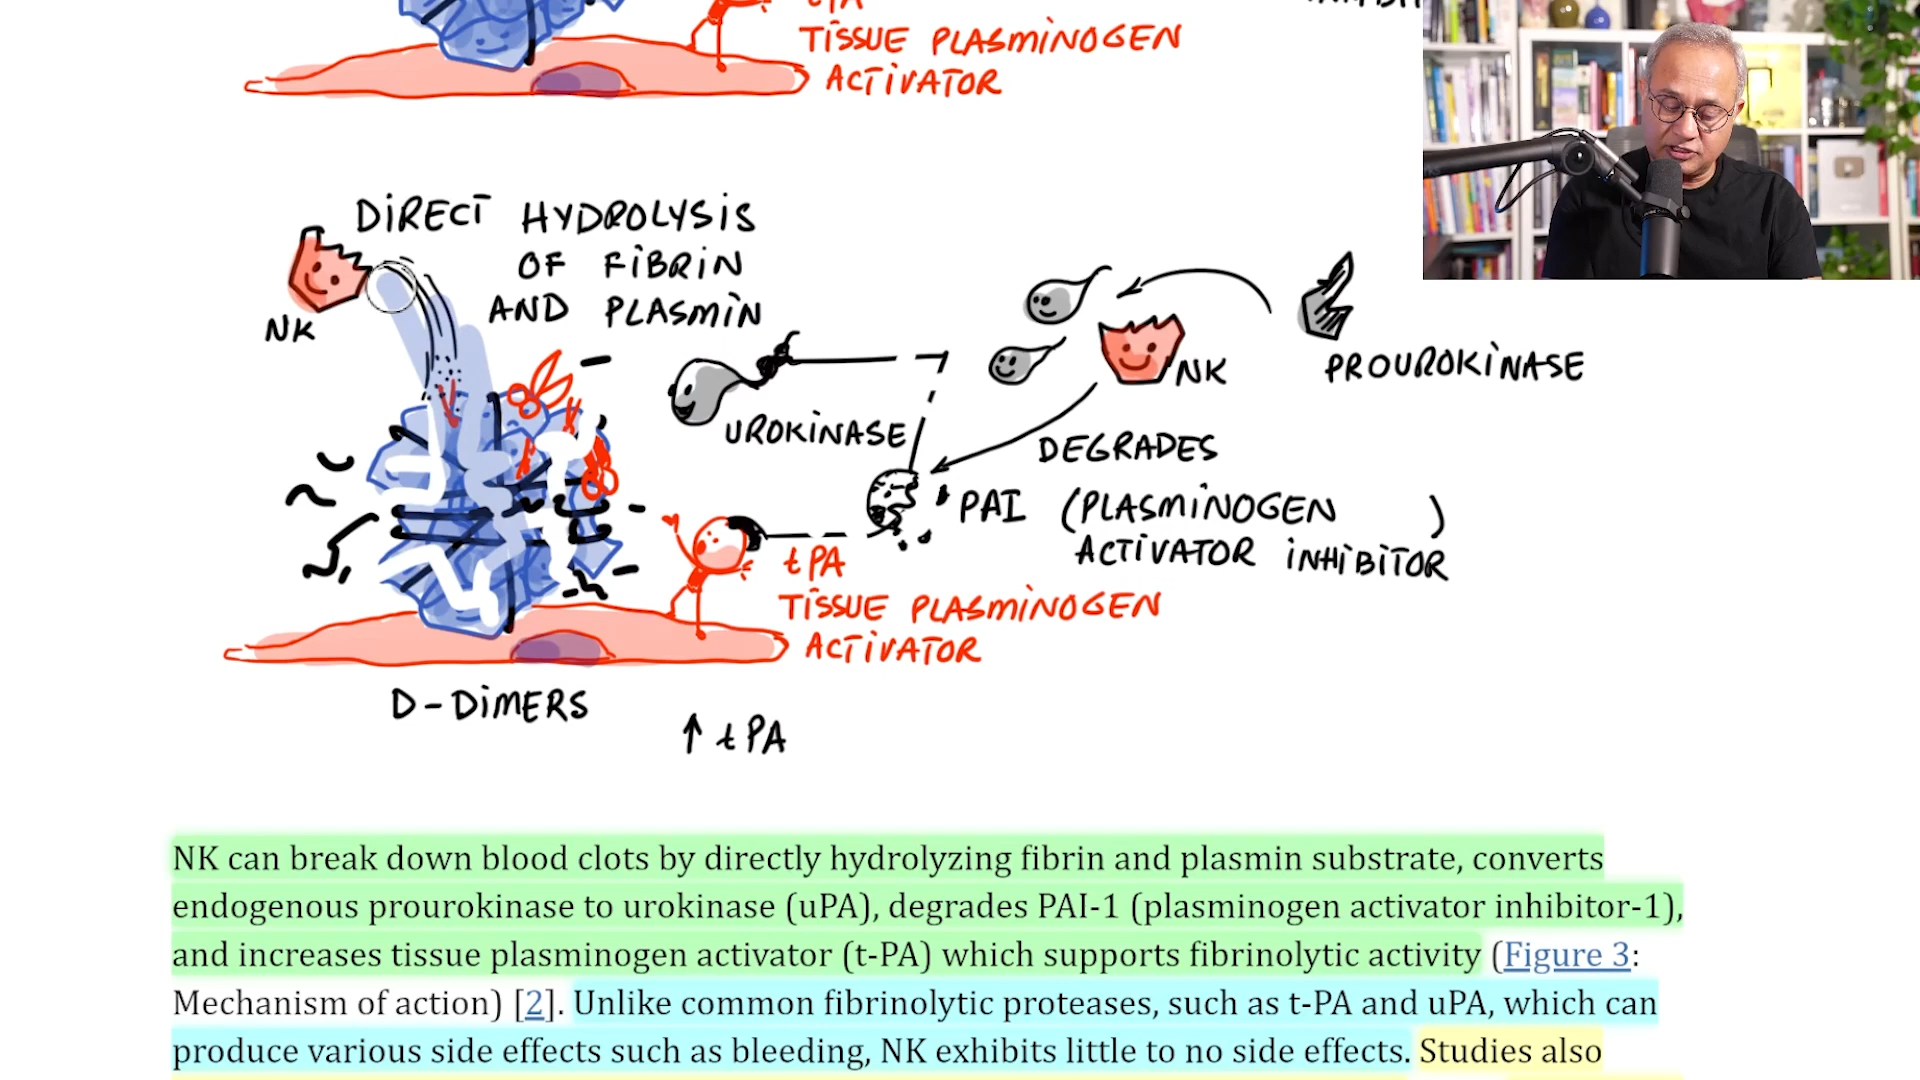 tPA
TISSUE PLASMINOGEN
ACTIVATOR
DIRECT HYDROLYSIS
OF FIBRIN
AND PLASMIN
NK
UROKINASE
NK
PROUROKINASE
DEGRADES
PAI (PLASMINOGEN )
ACTIVATOR INHIBITOR
tPA
TISSUE PLASMINOGEN
ACTIVATOR
D-DIMERS
↑ tPA
NK can break down blood clots by directly hydrolyzing fibrin and plasmin substrate, converts
endogenous prourokinase to urokinase (uPA), degrades PAI-1 (plasminogen activator inhibitor-1),
and increases tissue plasminogen activator (t-PA) which supports fibrinolytic activity (Figure 3:
Mechanism of action) [2]. Unlike common fibrinolytic proteases, such as t-PA and uPA, which can
produce various side effects such as bleeding, NK exhibits little to no side effects. Studies also